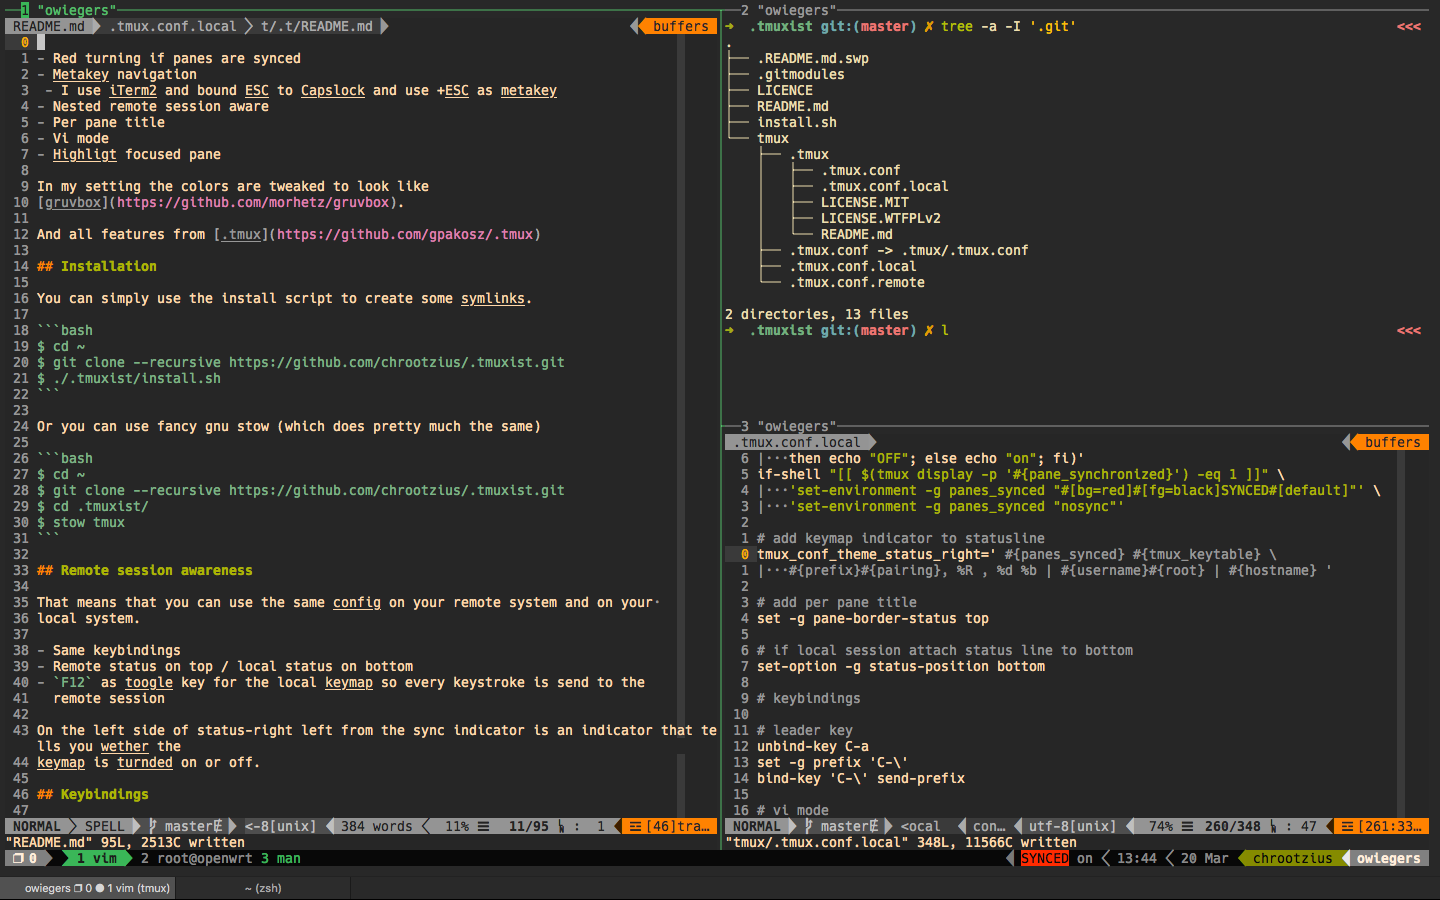 1 "owiegers"
README.md .tmux.conf.local t/.t/README.md buffers
0
1 - Red turning if panes are synced
2 - Metakey navigation
3 - I use iTerm2 and bound ESC to Capslock and use +ESC as metakey
4 - Nested remote session aware
5 - Per pane title
6 - Vi mode
7 - Highligt focused pane
8
9 In my setting the colors are tweaked to look like
10 [gruvbox](https://github.com/morhetz/gruvbox).
11
12 And all features from [.tmux](https://github.com/gpakosz/.tmux)
13
14 ## Installation
15
16 You can simply use the install script to create some symlinks.
17
18 ```bash
19 $ cd ~
20 $ git clone --recursive https://github.com/chrootzius/.tmuxist.git
21 $ ./.tmuxist/install.sh
22 ```
23
24 Or you can use fancy gnu stow (which does pretty much the same)
25
26 ```bash
27 $ cd ~
28 $ git clone --recursive https://github.com/chrootzius/.tmuxist.git
29 $ cd .tmuxist/
30 $ stow tmux
31 ```
32
33 ## Remote session awareness
34
35 That means that you can use the same config on your remote system and on your·
36 local system.
37
38 - Same keybindings
39 - Remote status on top / local status on bottom
40 - `F12` as toogle key for the local keymap so every keystroke is send to the
41 remote session
42
43 On the left side of status-right left from the sync indicator is an indicator that te
lls you wether the
44 keymap is turnded on or off.
45
46 ## Keybindings
47
NORMAL SPELL master <-8[unix] 384 words 11% ☰ 11/95 : 1 ☲ [46]tra…
"README.md" 95L, 2513C written
2 "owiegers"
➜ .tmuxist git:(master) ✗ tree -a -I '.git' <<<
.
├── .README.md.swp
├── .gitmodules
├── LICENCE
├── README.md
├── install.sh
└── tmux
├── .tmux
│ ├── .tmux.conf
│ ├── .tmux.conf.local
│ ├── LICENSE.MIT
│ ├── LICENSE.WTFPLv2
│ └── README.md
├── .tmux.conf -> .tmux/.tmux.conf
├── .tmux.conf.local
└── .tmux.conf.remote
2 directories, 13 files
➜ .tmuxist git:(master) ✗ l <<<
3 "owiegers"
.tmux.conf.local buffers
6 |···then echo "OFF"; else echo "on"; fi)'
5 if-shell "[[ $(tmux display -p '#{pane_synchronized}') -eq 1 ]]" \
4 |···'set-environment -g panes_synced "#[bg=red]#[fg=black]SYNCED#[default]"' \
3 |···'set-environment -g panes_synced "nosync"'
2
1 # add keymap indicator to statusline
0 tmux_conf_theme_status_right=' #{panes_synced} #{tmux_keytable} \
1 |···#{prefix}#{pairing}, %R , %d %b | #{username}#{root} | #{hostname} '
2
3 # add per pane title
4 set -g pane-border-status top
5
6 # if local session attach status line to bottom
7 set-option -g status-position bottom
8
9 # keybindings
10
11 # leader key
12 unbind-key C-a
13 set -g prefix 'C-\'
14 bind-key 'C-\' send-prefix
15
16 # vi mode
NORMAL master <ocal con… utf-8[unix] 74% ☰ 260/348 : 47 ☲ [261:33…
"tmux/.tmux.conf.local" 348L, 11566C written
❐ 0 1 vim 2 root@openwrt 3 man SYNCED on 13:44 20 Mar chrootzius owiegers
owiegers ❐ 0 ● 1 vim (tmux) ~ (zsh)